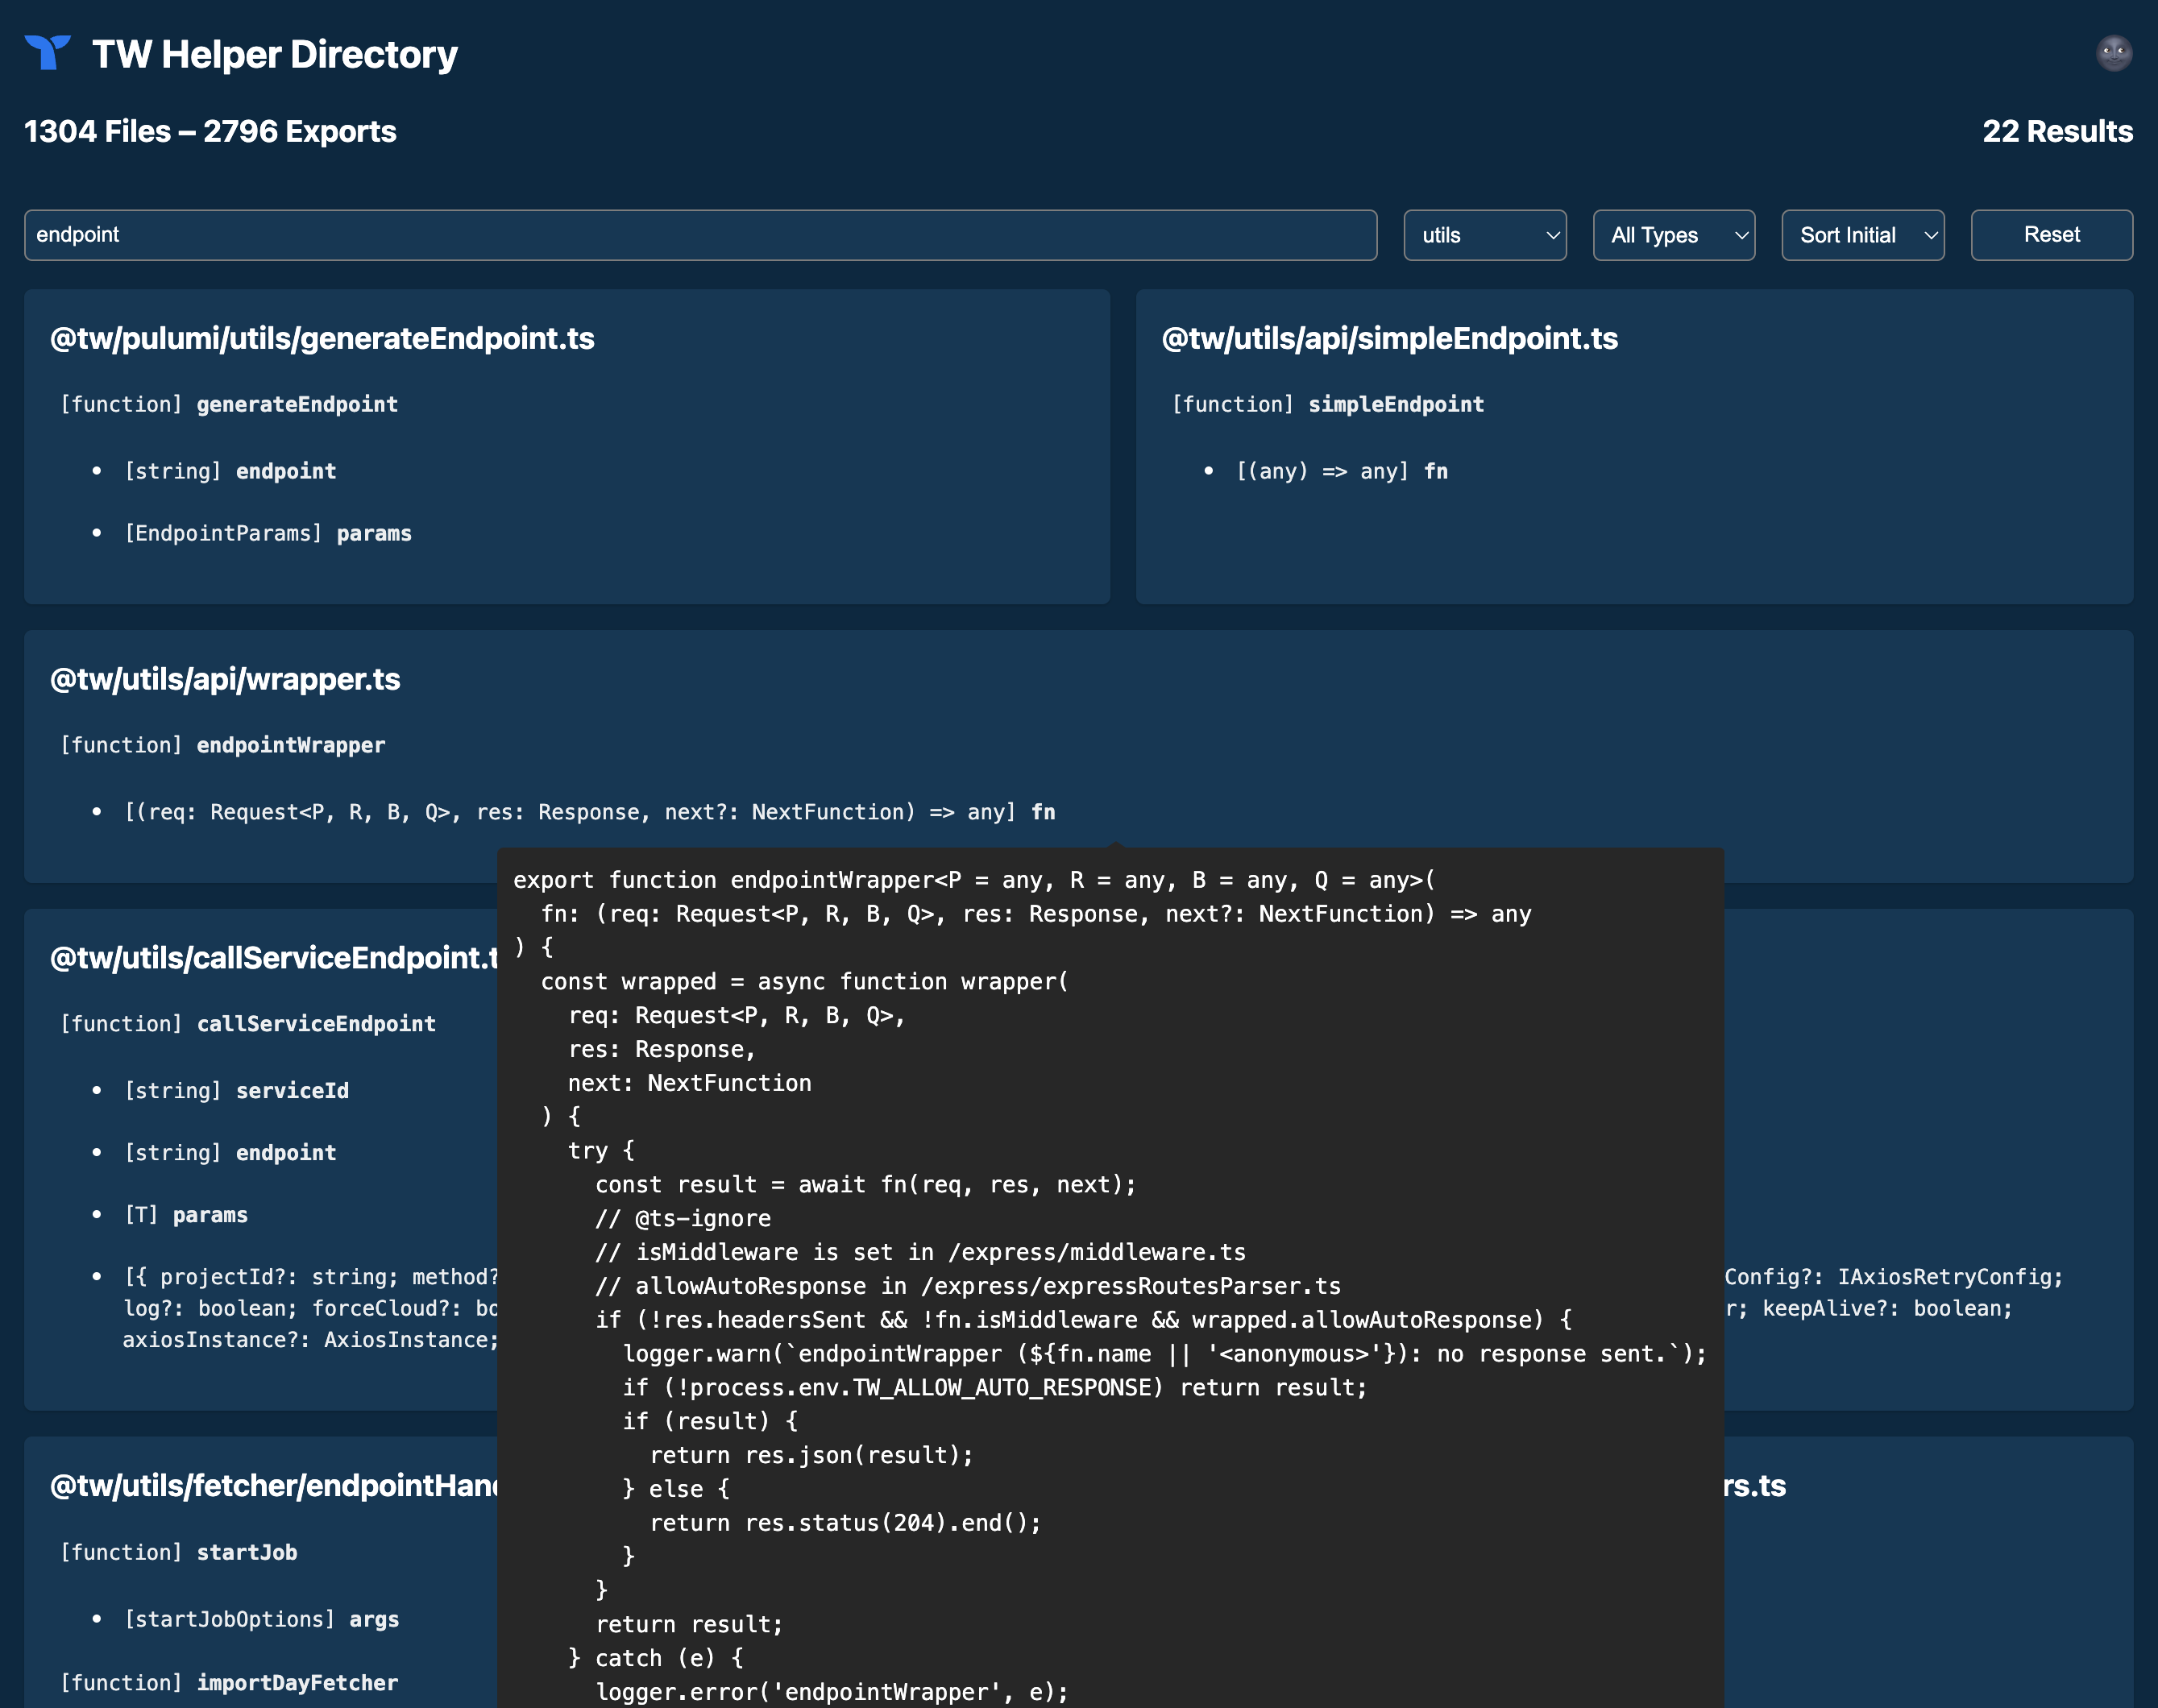 TW Helper Directory
1304 Files – 2796 Exports
22 Results
endpoint
utils
All Types
Sort Initial
Reset
@tw/pulumi/utils/generateEndpoint.ts
[function] generateEndpoint
• [string] endpoint
• [EndpointParams] params
@tw/utils/api/simpleEndpoint.ts
[function] simpleEndpoint
• [(any) => any] fn
@tw/utils/api/wrapper.ts
[function] endpointWrapper
• [(req: Request<P, R, B, Q>, res: Response, next?: NextFunction) => any] fn
export function endpointWrapper<P = any, R = any, B = any, Q = any>(
  fn: (req: Request<P, R, B, Q>, res: Response, next?: NextFunction) => any
) {
  const wrapped = async function wrapper(
    req: Request<P, R, B, Q>,
    res: Response,
    next: NextFunction
  ) {
    try {
      const result = await fn(req, res, next);
      // @ts-ignore
      // isMiddleware is set in /express/middleware.ts
      // allowAutoResponse in /express/expressRoutesParser.ts
      if (!res.headersSent && !fn.isMiddleware && wrapped.allowAutoResponse) {
        logger.warn(`endpointWrapper (${fn.name || '<anonymous>'}): no response sent.`);
        if (!process.env.TW_ALLOW_AUTO_RESPONSE) return result;
        if (result) {
          return res.json(result);
        } else {
          return res.status(204).end();
        }
      }
      return result;
    } catch (e) {
      logger.error('endpointWrapper', e);
@tw/utils/callServiceEndpoint.t
[function] callServiceEndpoint
• [string] serviceId
• [string] endpoint
• [T] params
• [{ projectId?: string; method?
Config?: IAxiosRetryConfig;
log?: boolean; forceCloud?: bo
r; keepAlive?: boolean;
axiosInstance?: AxiosInstance;
@tw/utils/fetcher/endpointHan
rs.ts
[function] startJob
• [startJobOptions] args
[function] importDayFetcher